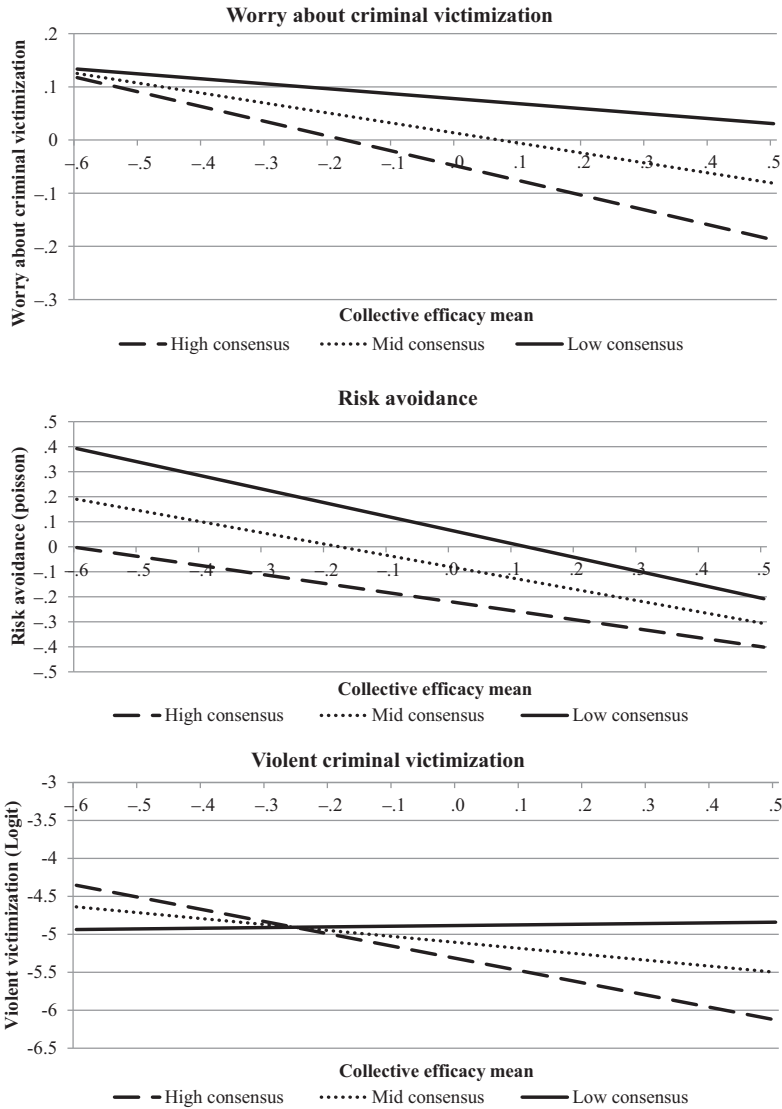 Worry about criminal victimization
Worry about criminal victimization
.2
.1
0
–.1
–.2
–.3
–.6 –.5 –.4 –.3 –.2 –.1 .0 .1 .2 .3 .4 .5
Collective efficacy mean
High consensus Mid consensus Low consensus
Risk avoidance
Risk avoidance (poisson)
.5
.4
.3
.2
.1
0
–.1
–.2
–.3
–.4
–.5
–.6 –.5 –.4 –.3 –.2 –.1 .0 .1 .2 .3 .4 .5
Collective efficacy mean
High consensus Mid consensus Low consensus
Violent criminal victimization
Violent victimization (Logit)
-3
-3.5
-4
-4.5
-5
-5.5
-6
-6.5
–.6 –.5 –.4 –.3 –.2 –.1 .0 .1 .2 .3 .4 .5
Collective efficacy mean
High consensus Mid consensus Low consensus